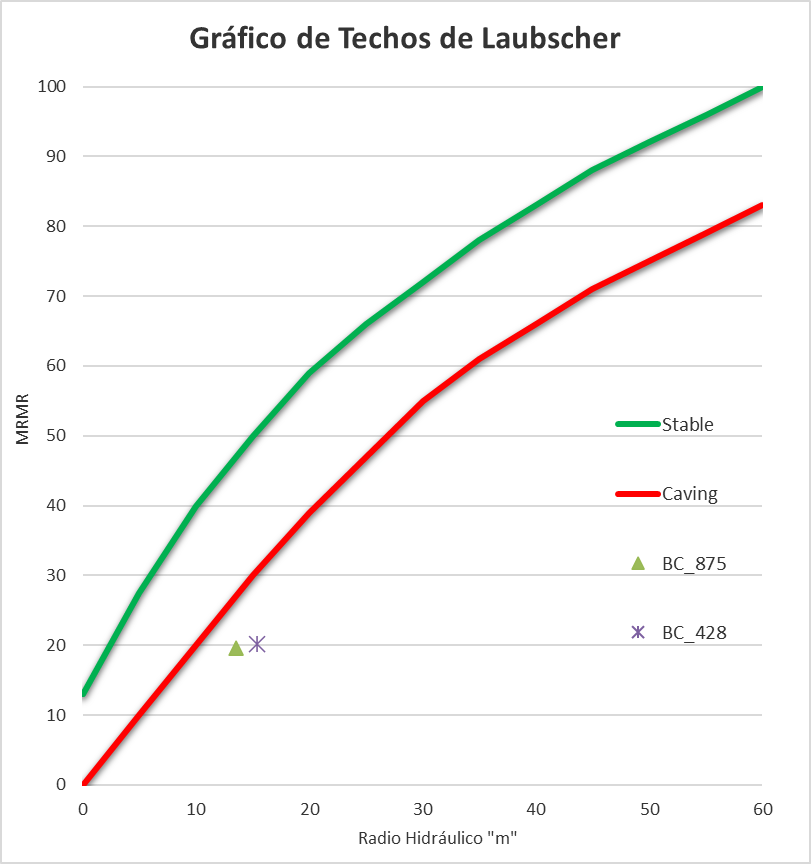 Gráfico de Techos de Laubscher
100
90
80
70
60
50
40
30
20
10
0
MRMR
Stable
Caving
BC_875
BC_428
0 10 20 30 40 50 60
Radio Hidráulico "m"